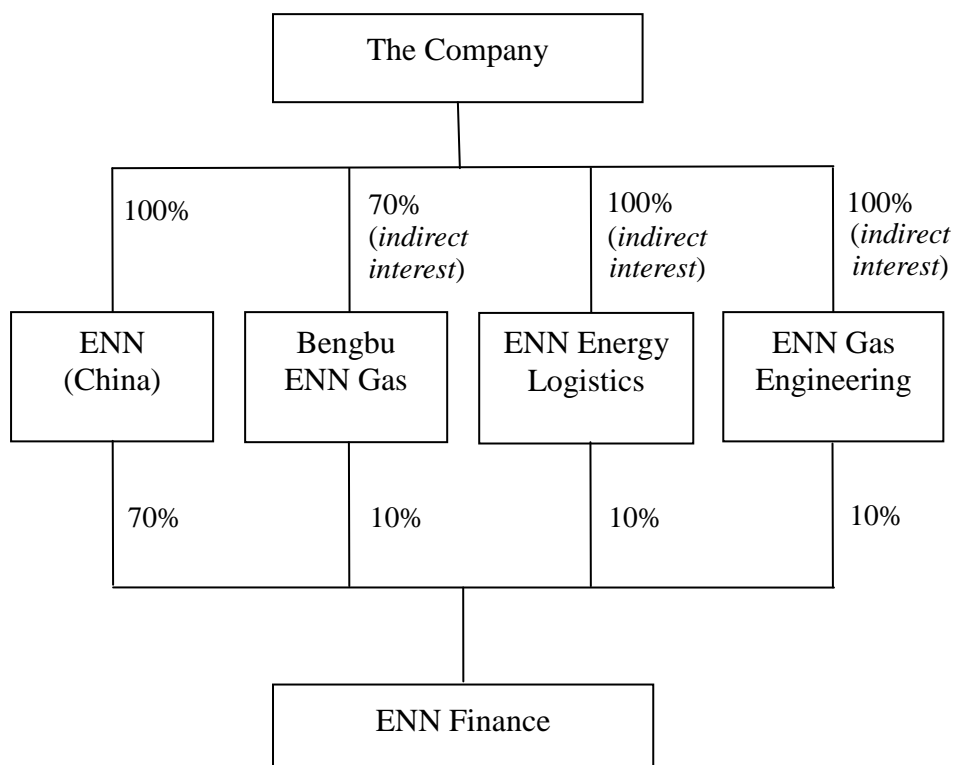 The Company
100%
70%
(indirect
interest)
100%
(indirect
interest)
100%
(indirect
interest)
ENN
(China)
Bengbu
ENN Gas
ENN Energy
Logistics
ENN Gas
Engineering
70%
10%
10%
10%
ENN Finance